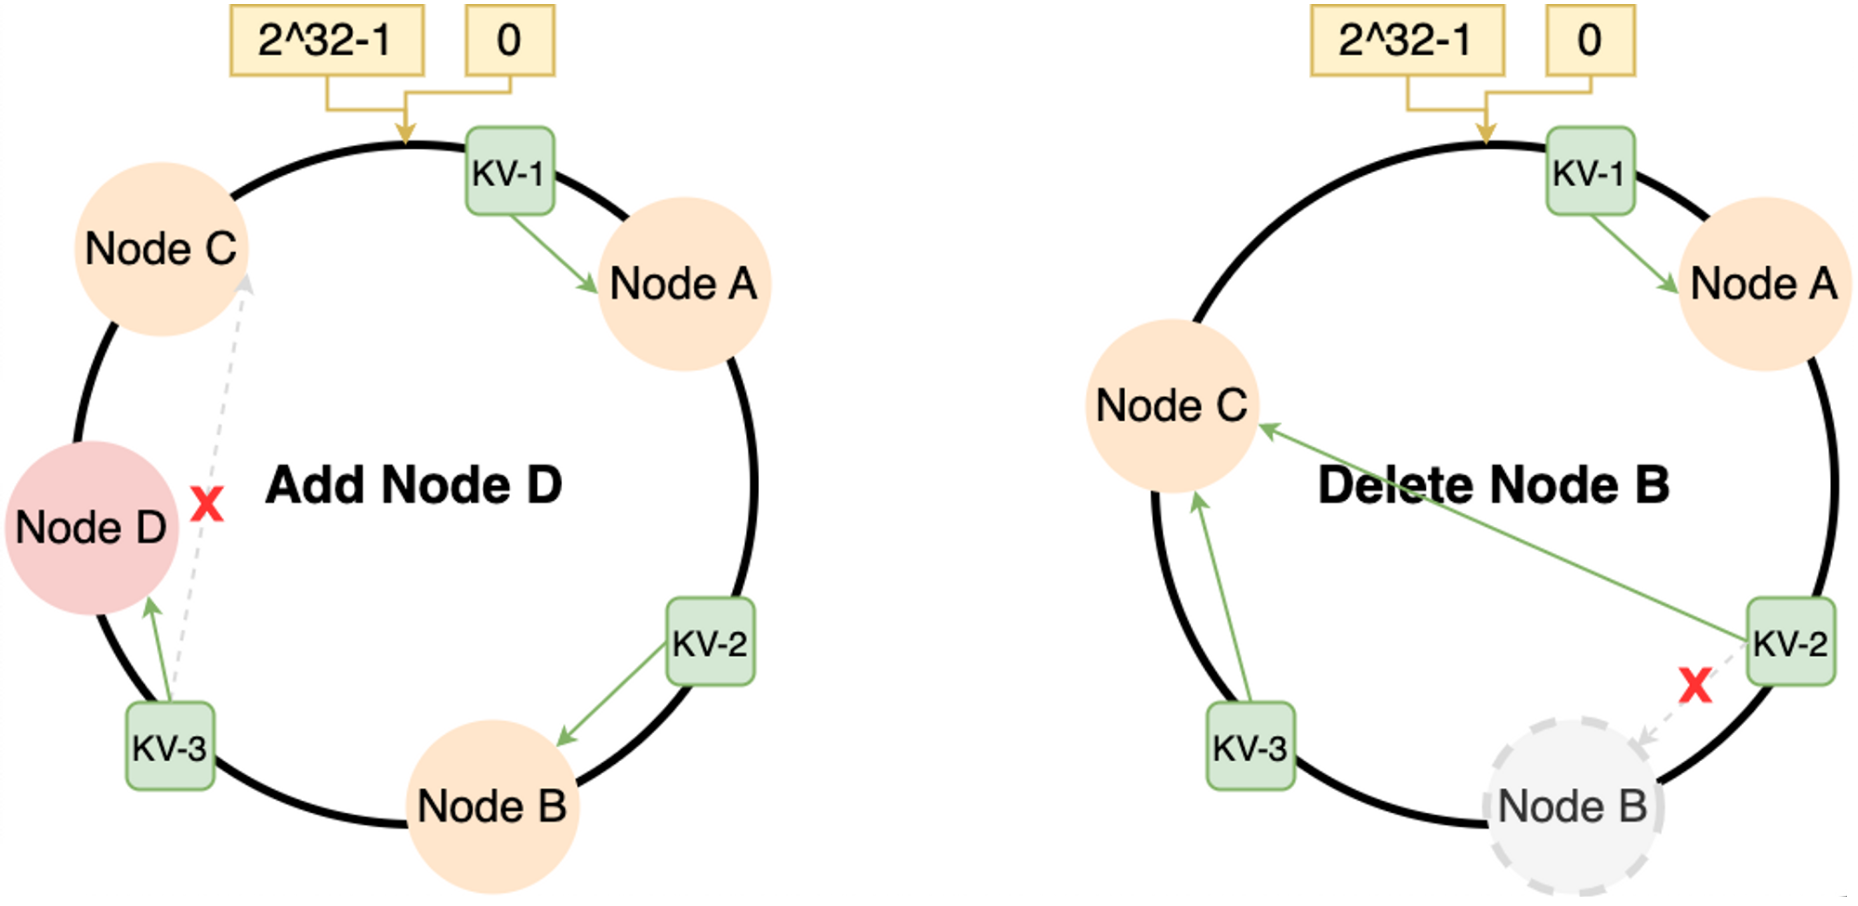 2^32-1
0
KV-1
Node C
Node A
Add Node D
Node D
KV-2
KV-3
Node B
2^32-1
0
KV-1
Node A
Node C
Delete Node B
KV-2
X
KV-3
Node B
X